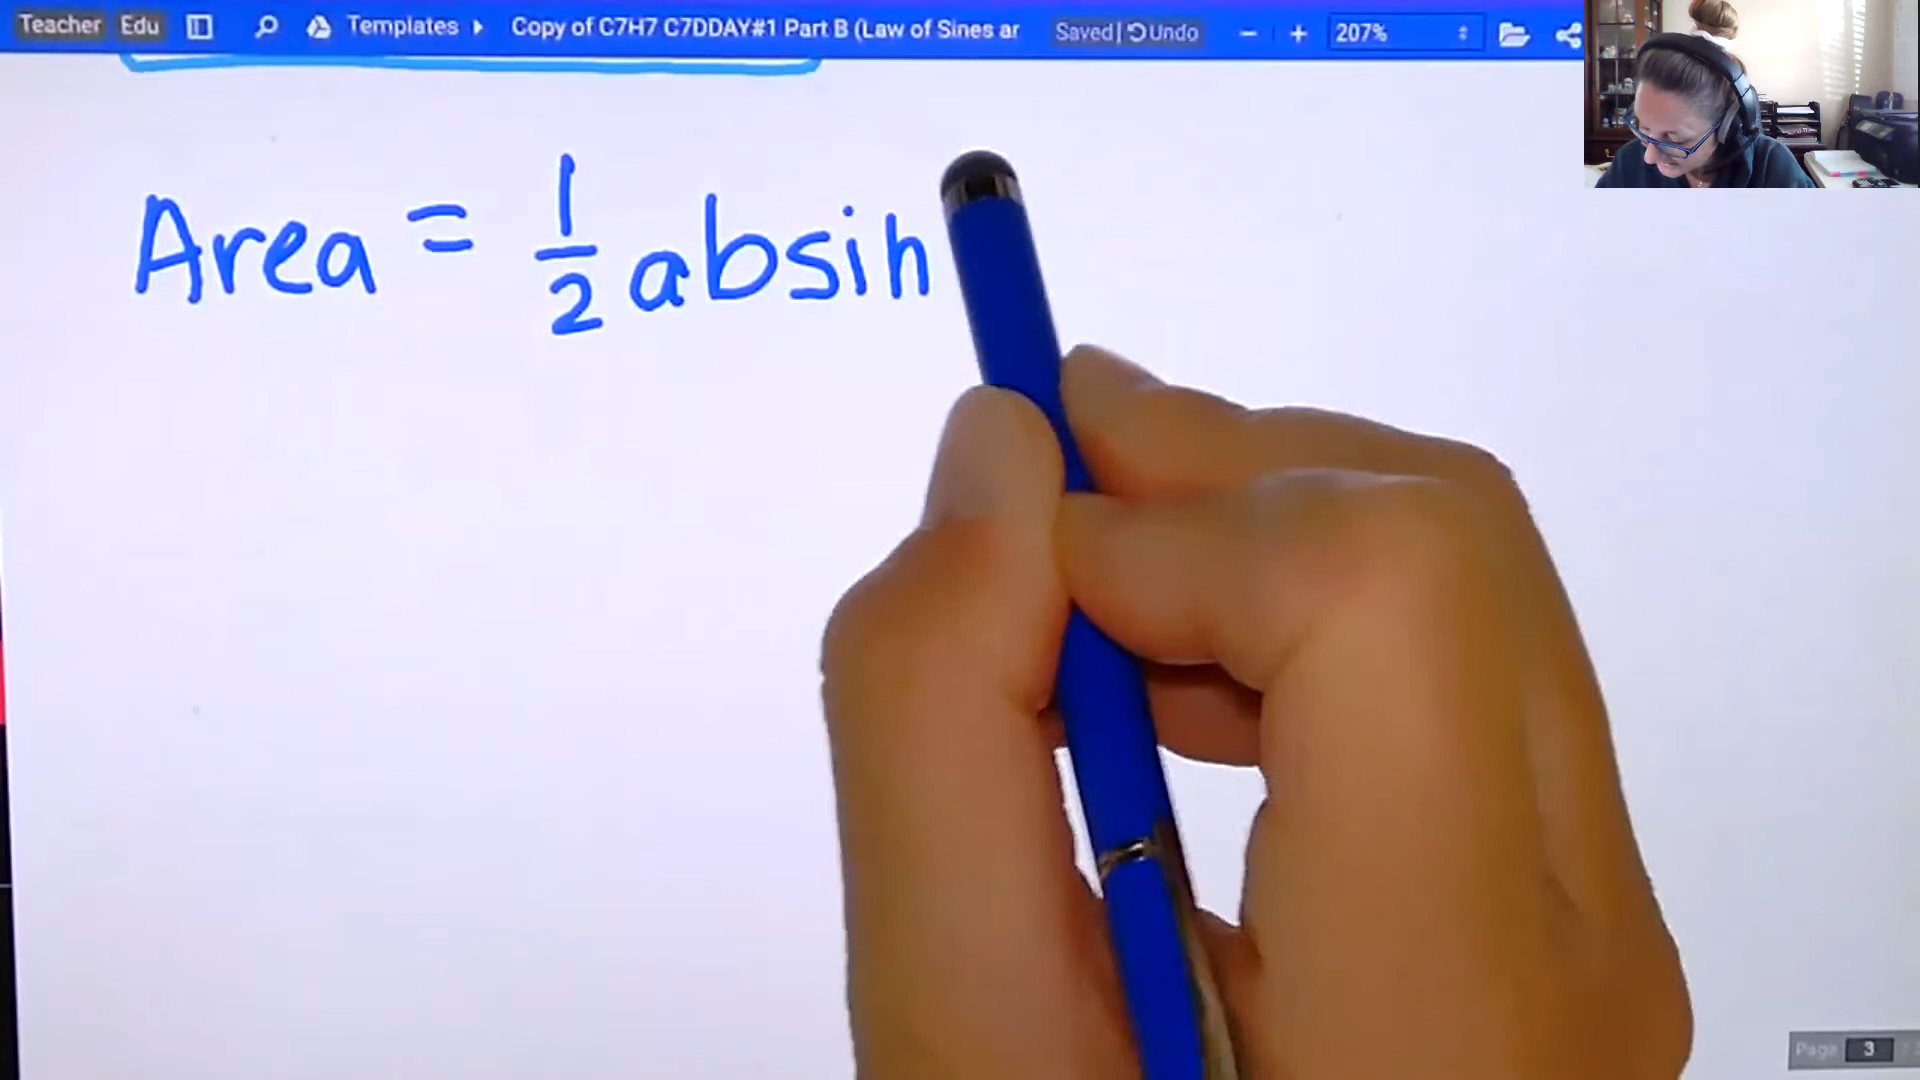 Teacher Edu Templates Copy of C7H7 C7DDAY#1 Part B (Law of Sines ar Saved| Undo − + 207%
Area = 1/2 absin
Page 3